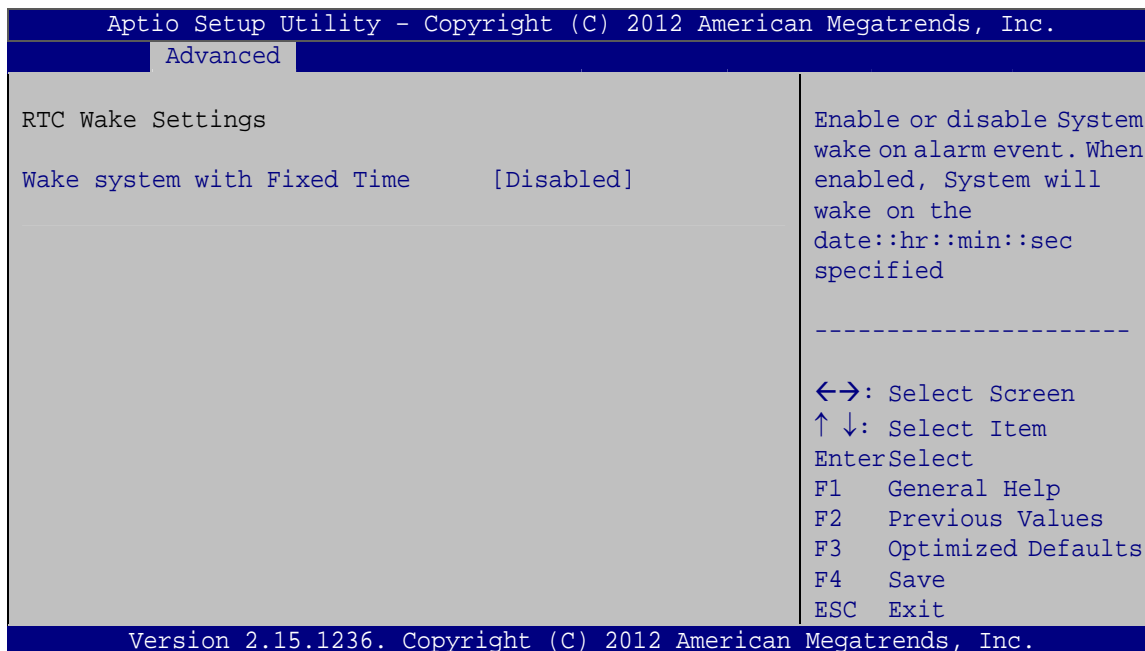 Aptio Setup Utility – Copyright (C) 2012 American Megatrends, Inc.
Advanced
RTC Wake Settings
Wake system with Fixed Time [Disabled]
Enable or disable System
wake on alarm event. When
enabled, System will
wake on the
date::hr::min::sec
specified
----------------------
←→: Select Screen
↑ ↓: Select Item
EnterSelect
F1 General Help
F2 Previous Values
F3 Optimized Defaults
F4 Save
ESC Exit
Version 2.15.1236. Copyright (C) 2012 American Megatrends, Inc.